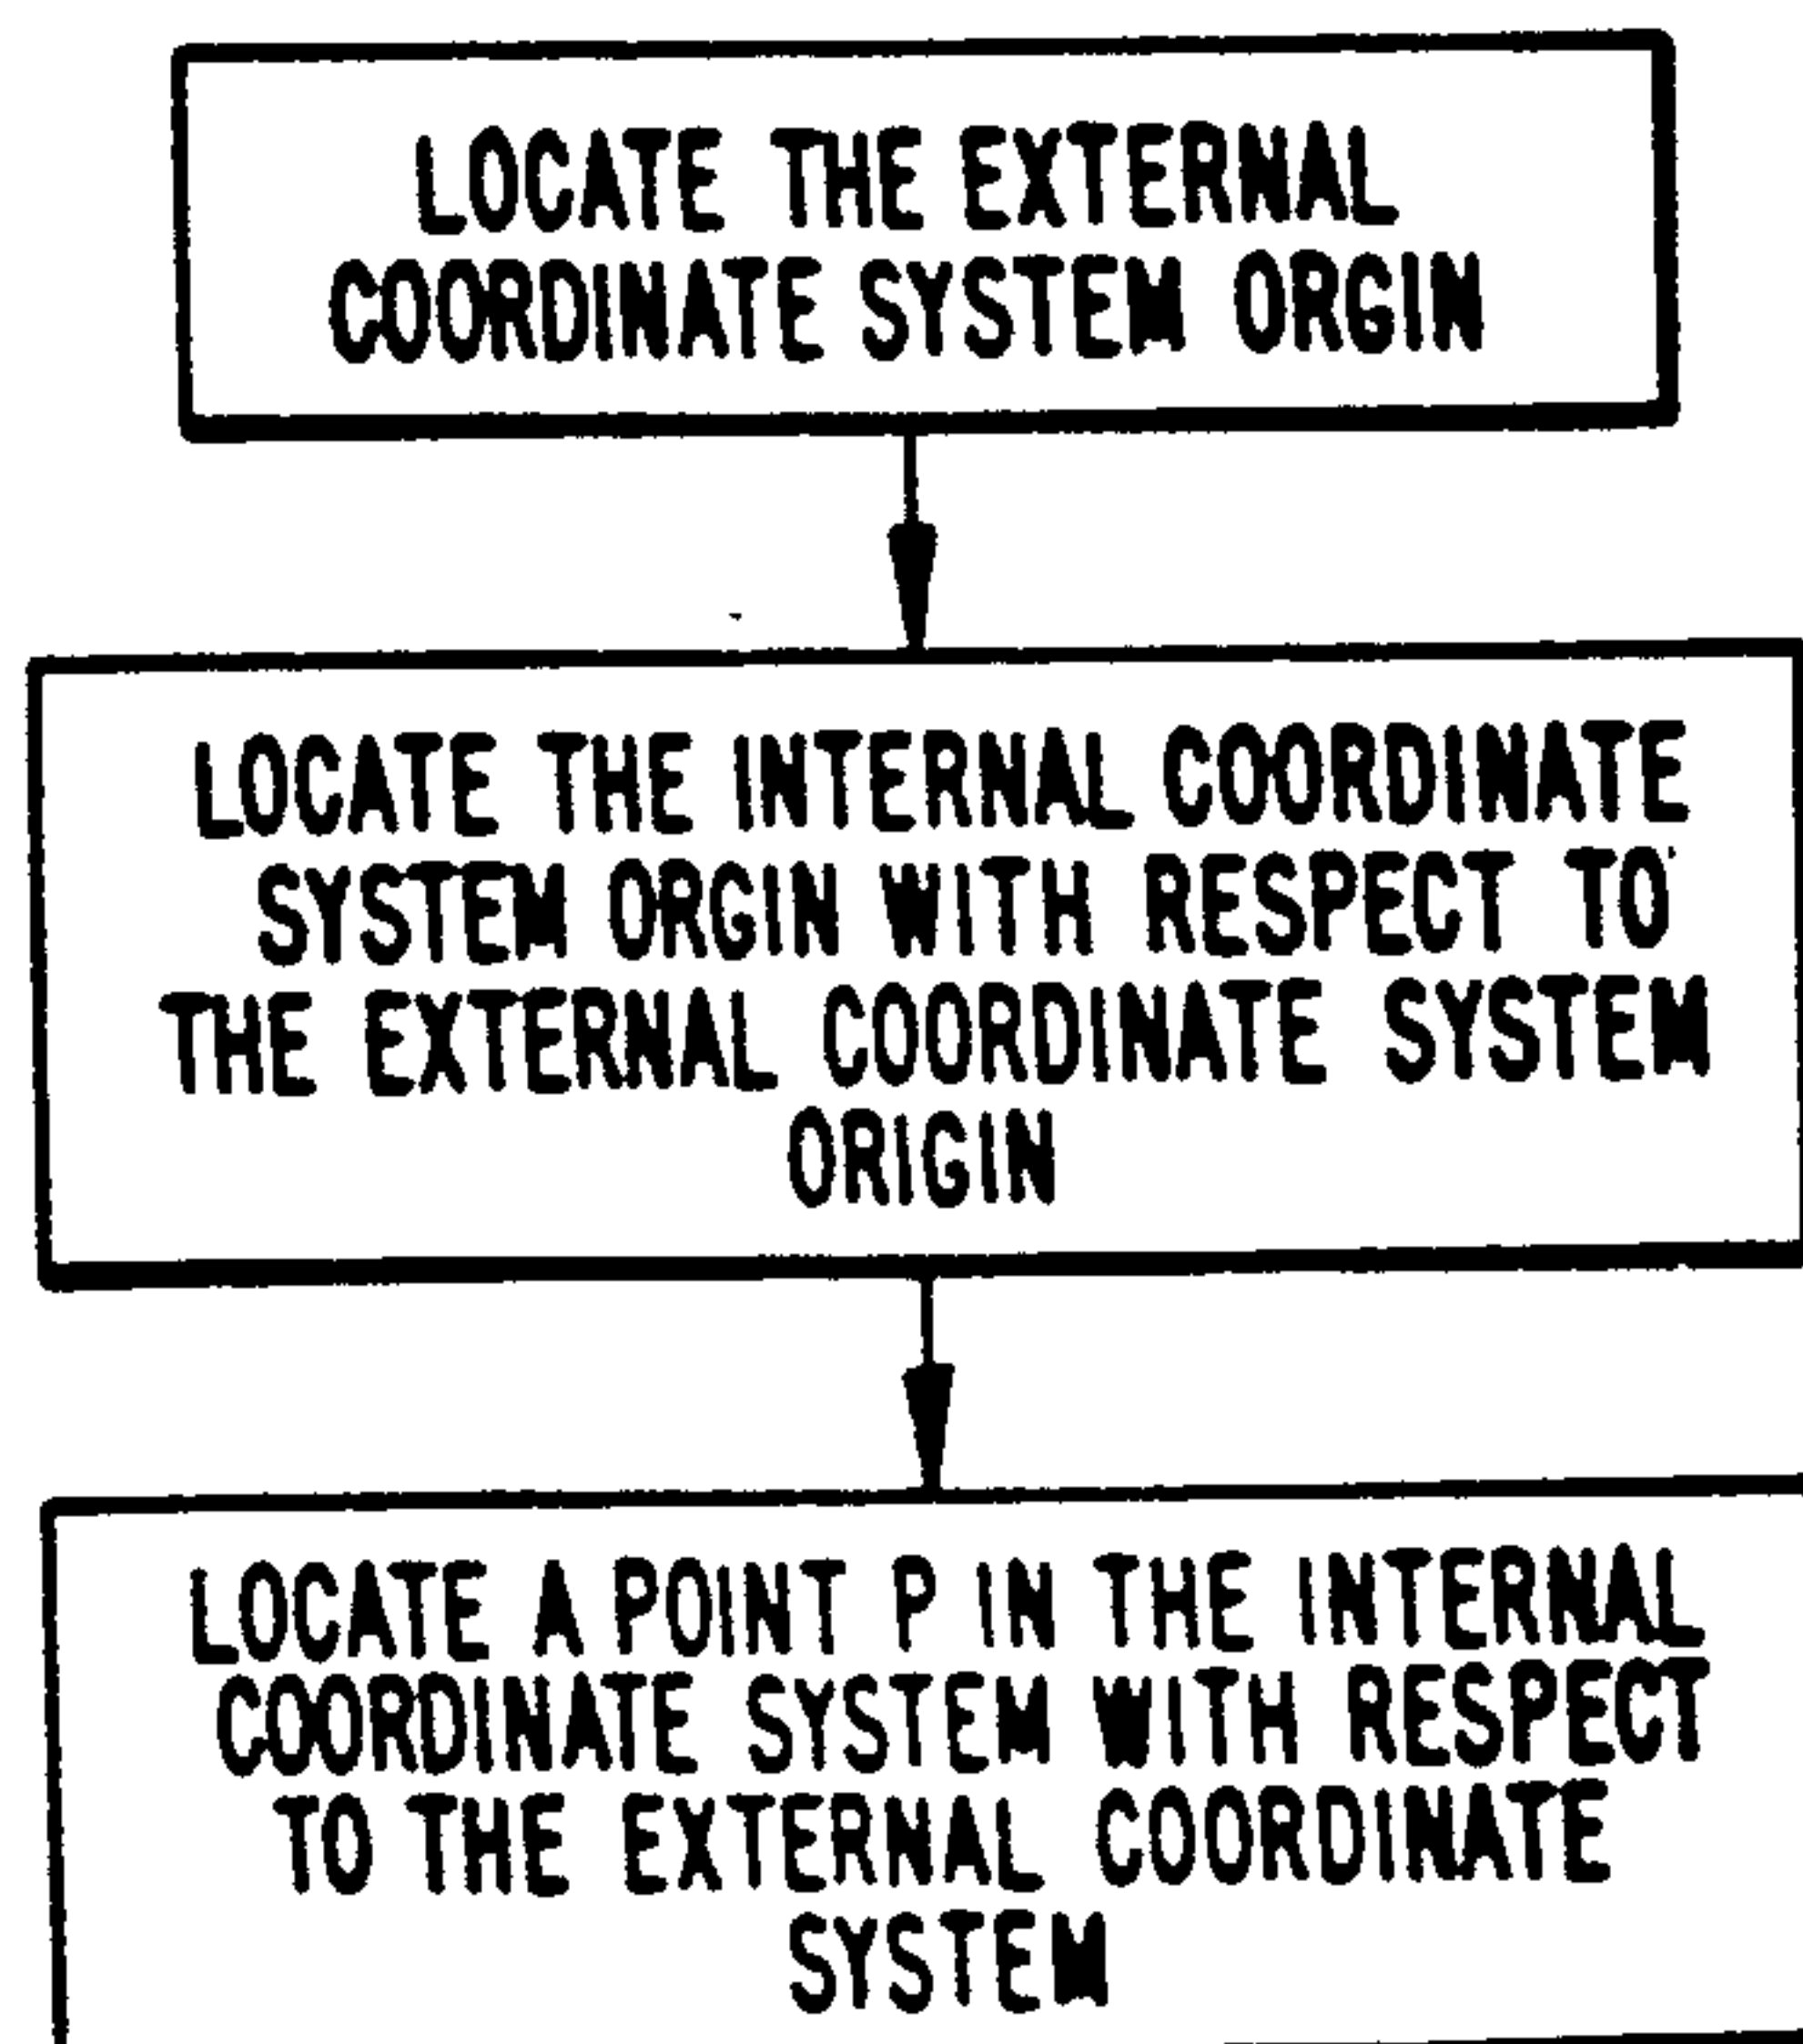 LOCATE THE EXTERNAL
COORDINATE SYSTEM ORGIN
LOCATE THE INTERNAL COORDINATE
SYSTEM ORGIN WITH RESPECT TO
THE EXTERNAL COORDINATE SYSTEM
ORIGIN
LOCATE A POINT P IN THE INTERNAL
COORDINATE SYSTEM WITH RESPECT
TO THE EXTERNAL COORDINATE
SYSTEM